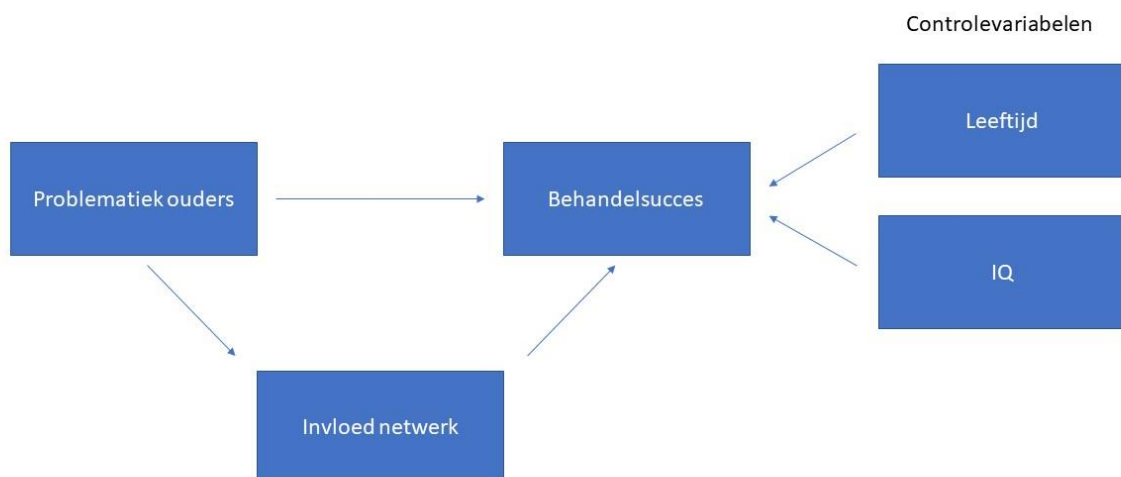 Controlevariabelen
Leeftijd
Problematiek ouders
Behandelsucces
IQ
Invloed netwerk